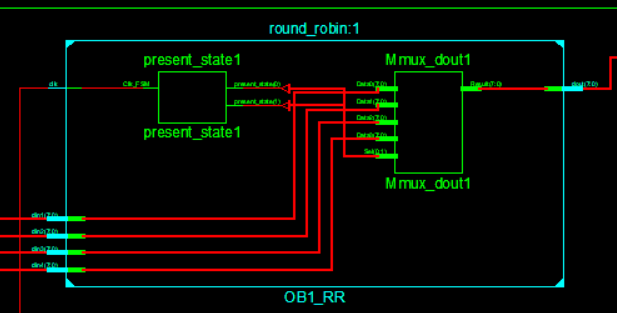 round_robin:1
present_state1
Mmux_dout1
clk
Clk_FSM
present_state(0)
Data0(7:0)
Result(7:0)
dout(7:0)
present_state(1)
Data1(7:0)
Data2(7:0)
Data3(7:0)
Sel(0:1)
present_state1
Mmux_dout1
din1(7:0)
din2(7:0)
din3(7:0)
din4(7:0)
OB1_RR